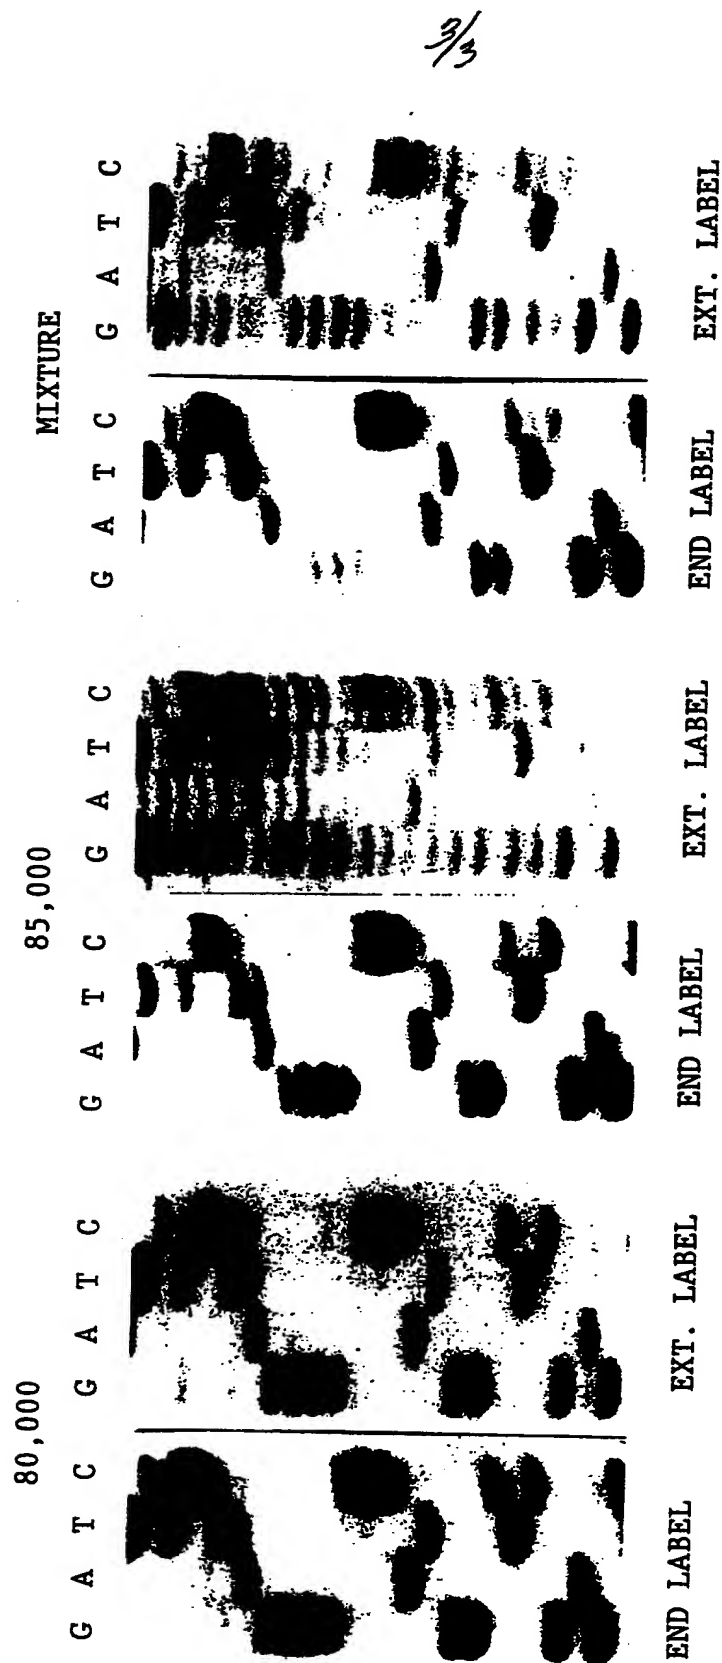 3/3
80,000 85,000 MIXTURE
G A T C G A T C G A T C G A T C G A T C G A T C
END LABEL EXT. LABEL END LABEL EXT. LABEL END LABEL EXT. LABEL